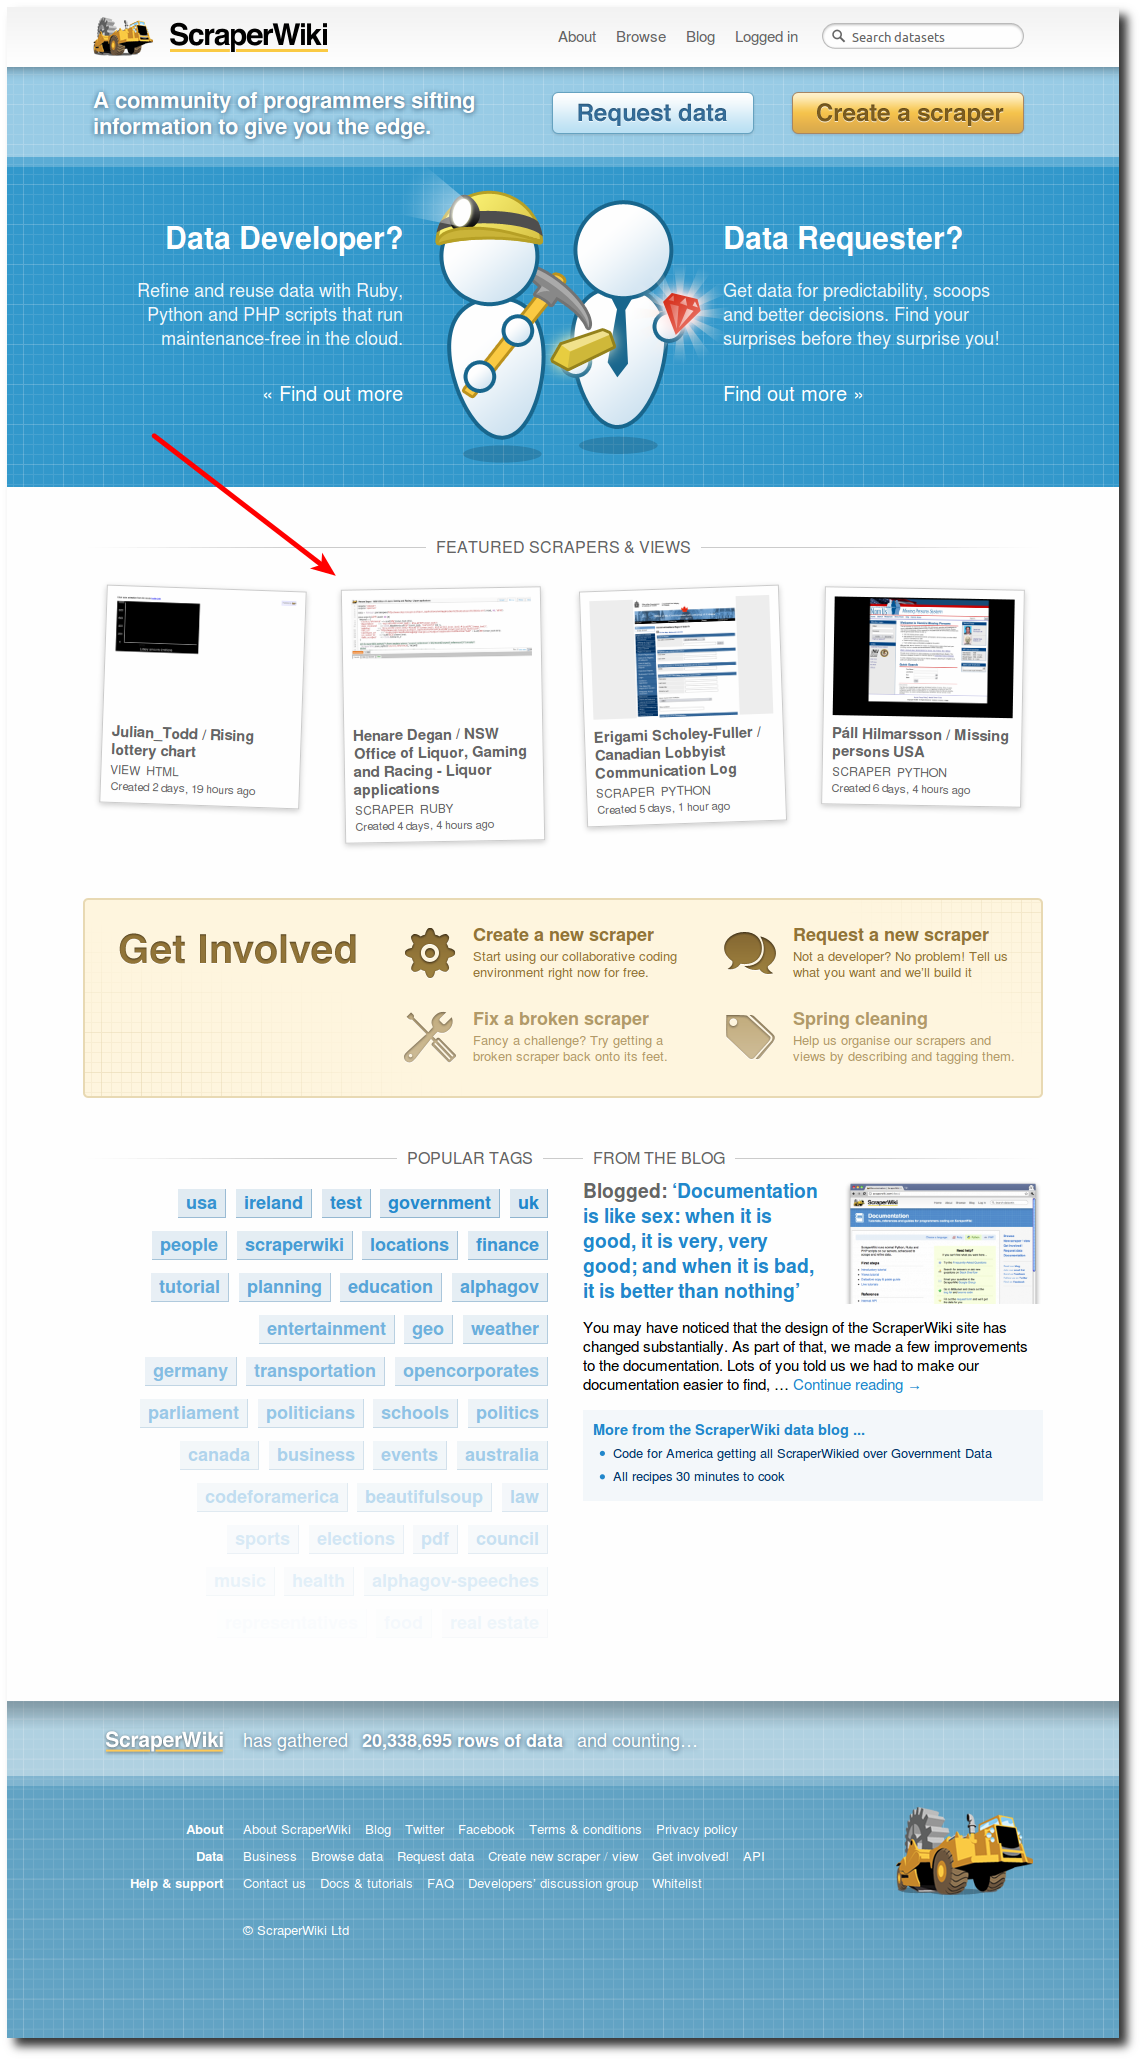 ScraperWiki
About Browse Blog Logged in Search datasets
A community of programmers sifting
information to give you the edge.
Request data
Create a scraper
Data Developer?
Refine and reuse data with Ruby,
Python and PHP scripts that run
maintenance-free in the cloud.
« Find out more
Data Requester?
Get data for predictability, scoops
and better decisions. Find your
surprises before they surprise you!
Find out more »
FEATURED SCRAPERS & VIEWS
Julian_Todd / Rising
lottery chart
VIEW HTML
Created 2 days, 19 hours ago
Henare Degan / NSW
Office of Liquor, Gaming
and Racing - Liquor
applications
SCRAPER RUBY
Created 4 days, 4 hours ago
Erigami Scholey-Fuller /
Canadian Lobbyist
Communication Log
SCRAPER PYTHON
Created 5 days, 1 hour ago
Páll Hilmarsson / Missing
persons USA
SCRAPER PYTHON
Created 6 days, 4 hours ago
Get Involved
Create a new scraper
Start using our collaborative coding
environment right now for free.
Request a new scraper
Not a developer? No problem! Tell us
what you want and we'll build it
Fix a broken scraper
Fancy a challenge? Try getting a
broken scraper back onto its feet.
Spring cleaning
Help us organise our scrapers and
views by describing and tagging them.
POPULAR TAGS
usa ireland test government uk
people scraperwiki locations finance
tutorial planning education alphagov
entertainment geo weather
germany transportation opencorporates
parliament politicians schools politics
canada business events australia
codeforamerica beautifulsoup law
sports elections pdf council
music health alphagov-speeches
representatives food real estate
FROM THE BLOG
Blogged: ‘Documentation
is like sex: when it is
good, it is very, very
good; and when it is bad,
it is better than nothing’
ScraperWiki
Documentation
You may have noticed that the design of the ScraperWiki site has
changed substantially. As part of that, we made a few improvements
to the documentation. Lots of you told us we had to make our
documentation easier to find, … Continue reading →
More from the ScraperWiki data blog ...
• Code for America getting all ScraperWikied over Government Data
• All recipes 30 minutes to cook
ScraperWiki has gathered 20,338,695 rows of data and counting…
About About ScraperWiki Blog Twitter Facebook Terms & conditions Privacy policy
Data Business Browse data Request data Create new scraper / view Get involved! API
Help & support Contact us Docs & tutorials FAQ Developers' discussion group Whitelist
© ScraperWiki Ltd